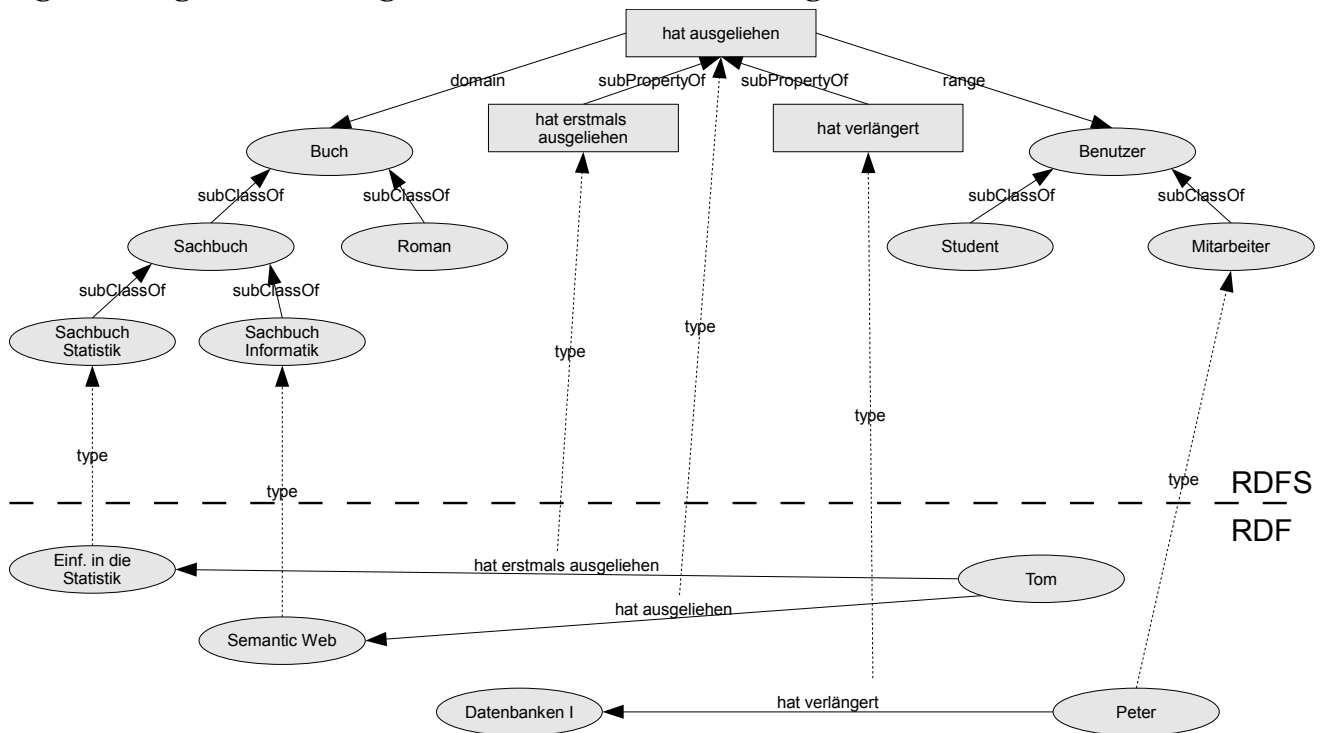 hat ausgeliehen
domain
subPropertyOf
subPropertyOf
range
hat erstmals
ausgeliehen
hat verlängert
Buch
Benutzer
subClassOf
subClassOf
subClassOf
subClassOf
Sachbuch
Roman
Student
Mitarbeiter
subClassOf
subClassOf
Sachbuch
Statistik
Sachbuch
Informatik
type
type
type
type
type
type
RDFS
RDF
Einf. in die
Statistik
hat erstmals ausgeliehen
Tom
hat ausgeliehen
Semantic Web
Datenbanken I
hat verlängert
Peter